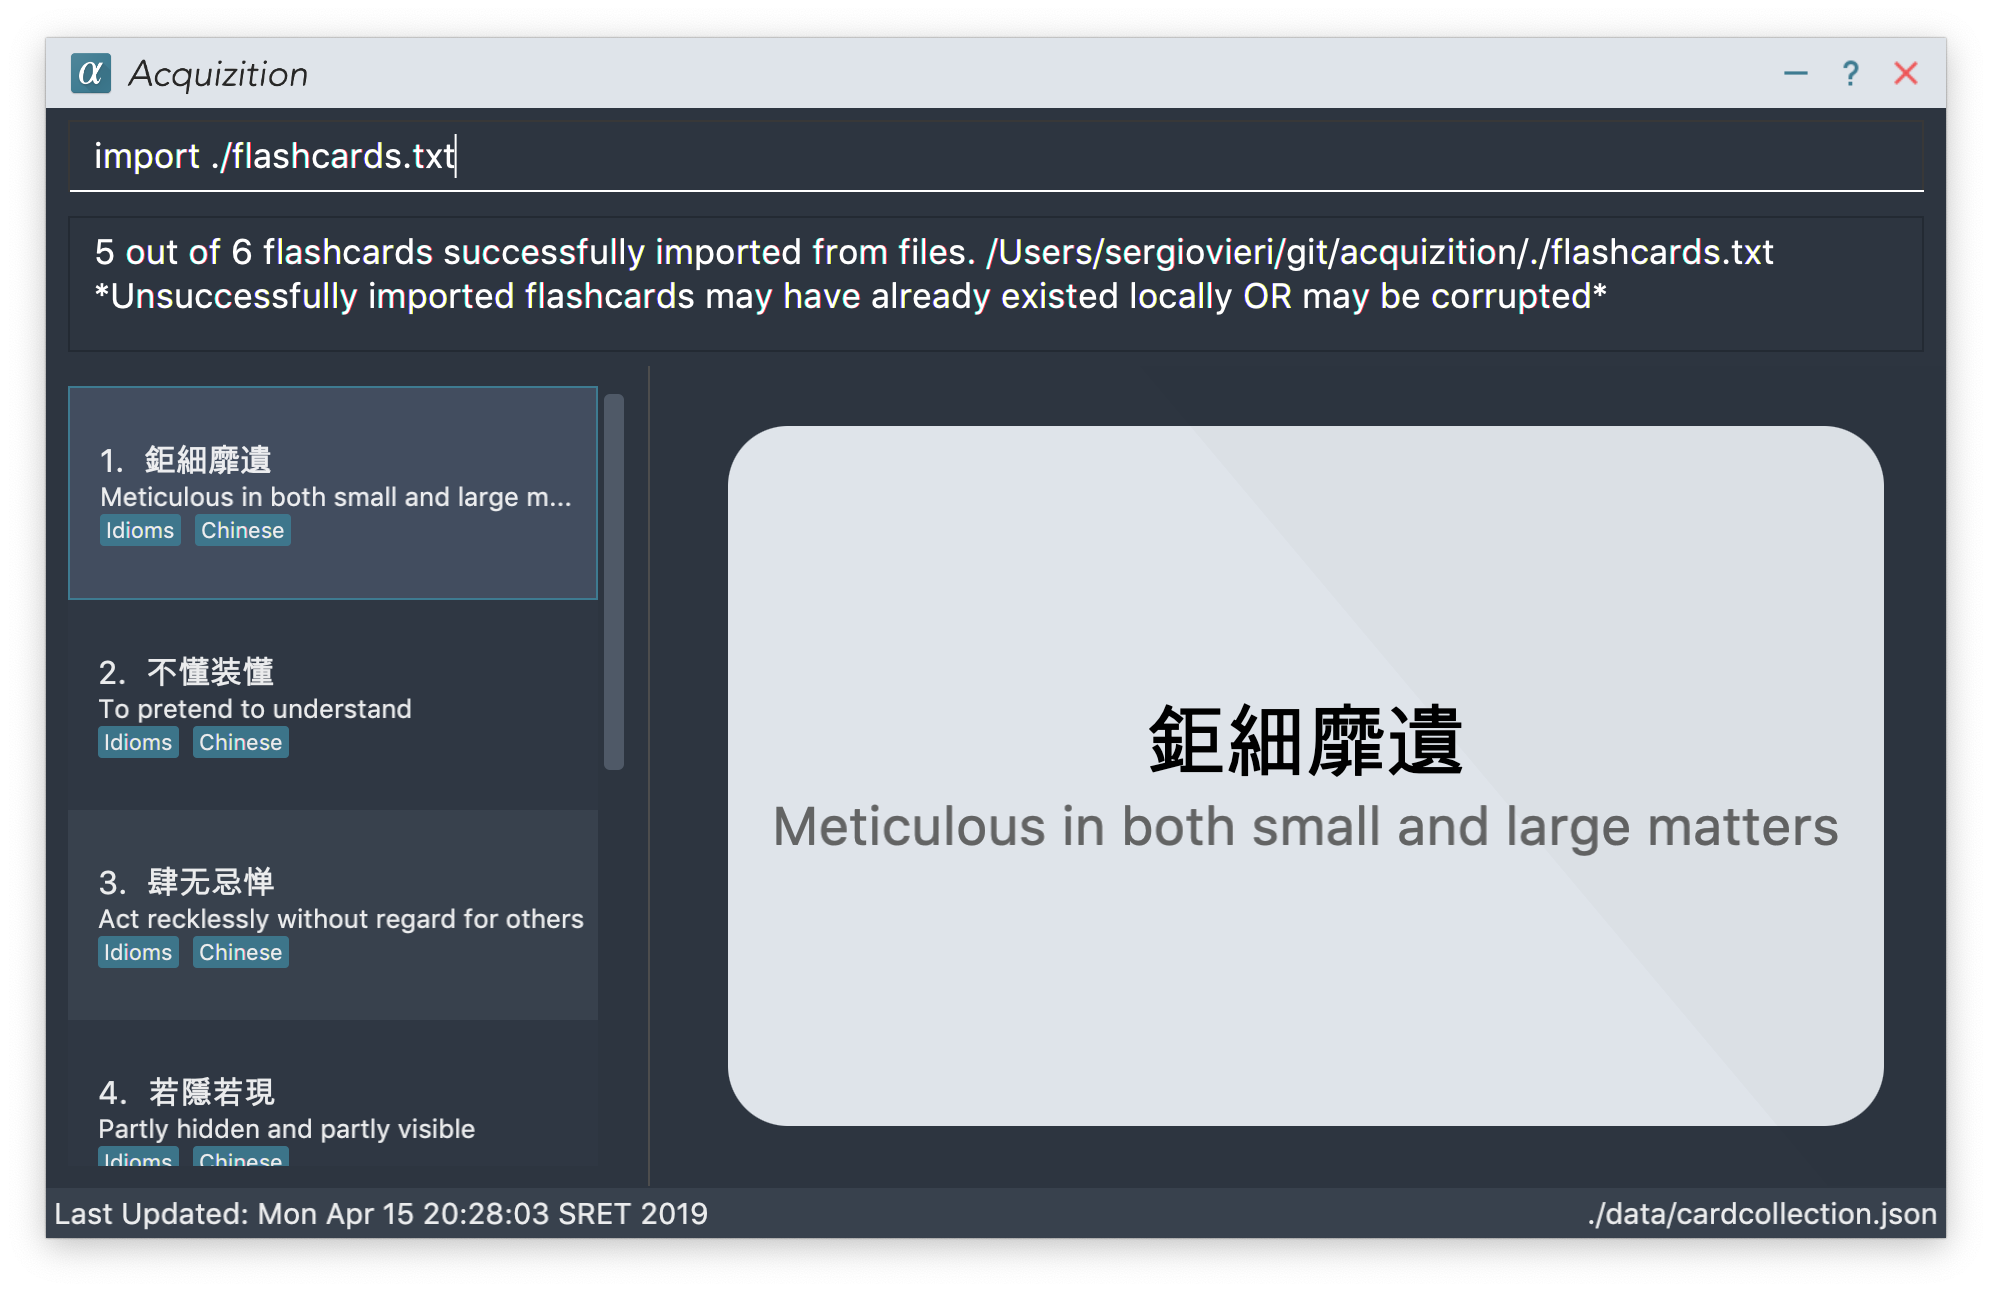 α Acquizition
import ./flashcards.txt
5 out of 6 flashcards successfully imported from files. /Users/sergiovieri/git/acquizition/./flashcards.txt
*Unsuccessfully imported flashcards may have already existed locally OR may be corrupted*
1. 鉅細靡遺
Meticulous in both small and large m...
Idioms Chinese
2. 不懂装懂
To pretend to understand
Idioms Chinese
3. 肆无忌惮
Act recklessly without regard for others
Idioms Chinese
4. 若隱若現
Partly hidden and partly visible
Idioms Chinese
鉅細靡遺
Meticulous in both small and large matters
Last Updated: Mon Apr 15 20:28:03 SRET 2019
./data/cardcollection.json